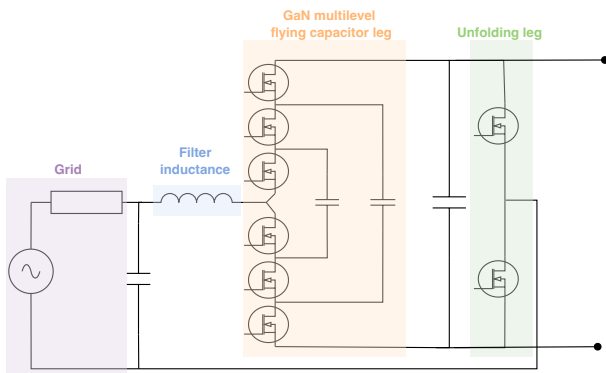 GaN multilevel
flying capacitor leg
Unfolding leg
Filter
inductance
Grid